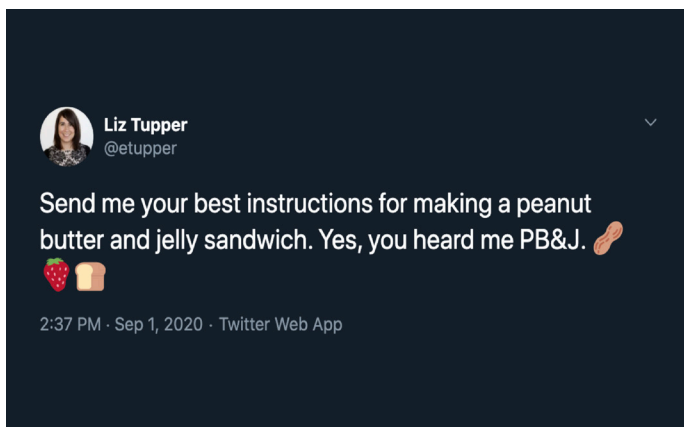 Liz Tupper
@etupper
Send me your best instructions for making a peanut
butter and jelly sandwich. Yes, you heard me PB&J. 🥜
🍓🍞
2:37 PM · Sep 1, 2020 · Twitter Web App